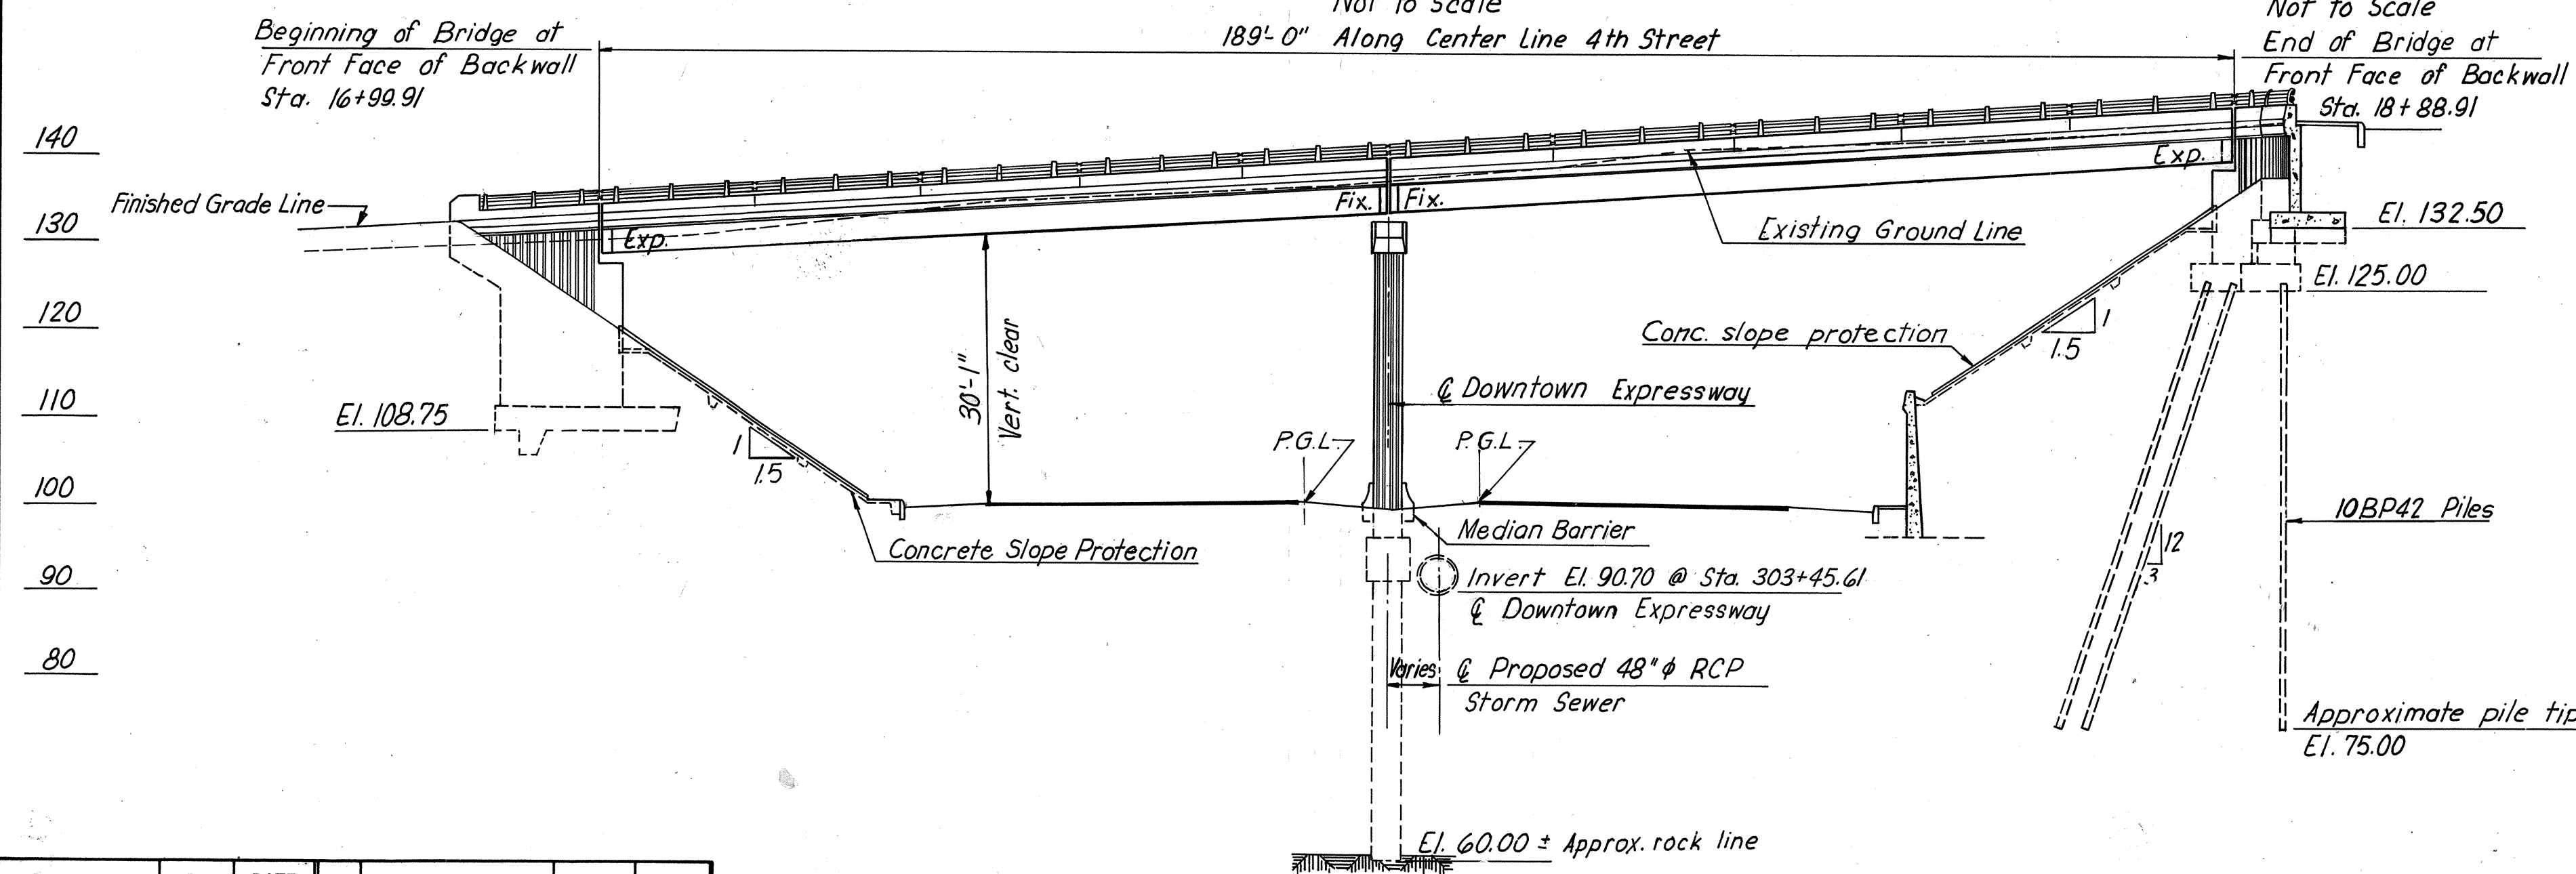 Not To Scale
189'-0" Along Center Line 4th Street
Not To Scale
Beginning of Bridge at
Front Face of Backwall
Sta. 16+99.91
End of Bridge at
Front Face of Backwall
Sta. 18+88.91
140
130
120
110
100
90
80
Finished Grade Line
Exp.
Fix.
Fix.
Exp.
Existing Ground Line
El. 132.50
El. 125.00
30'-1"
Vert. clear
Conc. slope protection
1
1.5
℄ Downtown Expressway
El. 108.75
1
1.5
P.G.L.
P.G.L.
Concrete Slope Protection
Median Barrier
10BP42 Piles
12
3
Invert El. 90.70 @ Sta. 303+45.61
℄ Downtown Expressway
Varies
℄ Proposed 48"ϕ RCP
Storm Sewer
Approximate pile tip
El. 75.00
El. 60.00 ± Approx. rock line